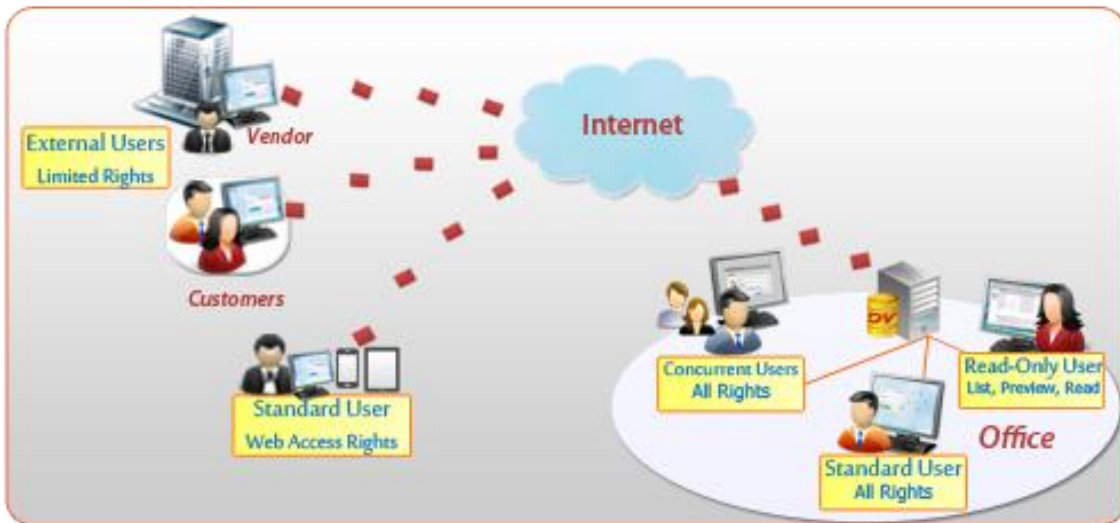 Internet
Vendor
External Users
Limited Rights
Customers
Standard User
Web Access Rights
DV
Concurrent Users
All Rights
Read-Only User
List, Preview, Read
Office
Standard User
All Rights